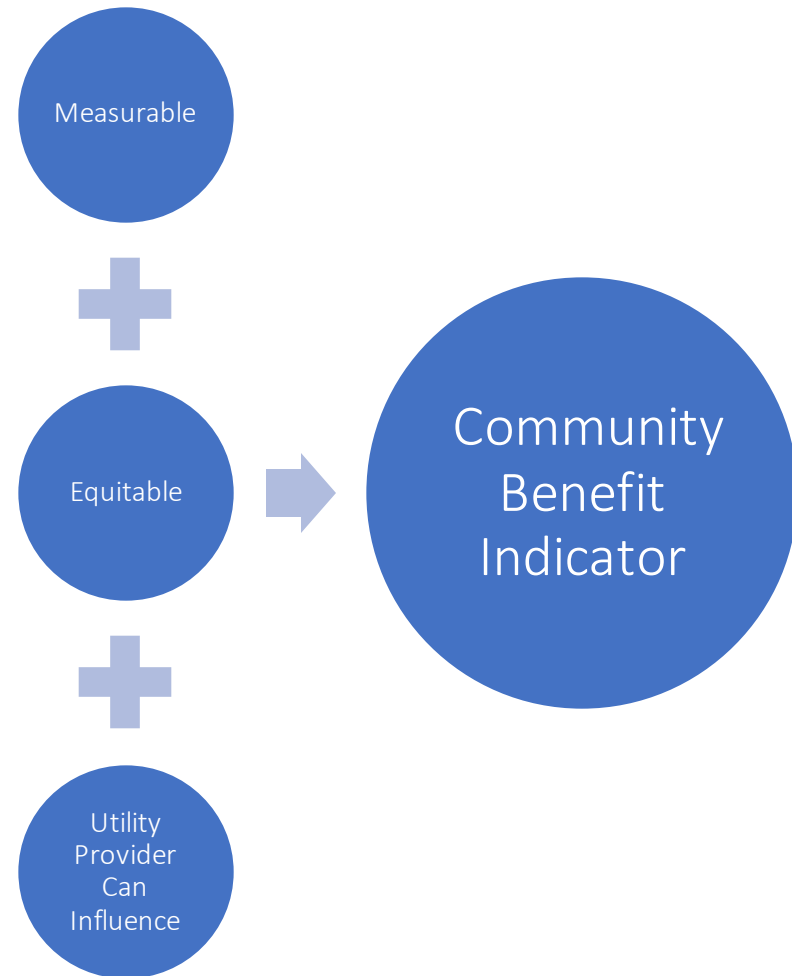 Measurable
Equitable
Utility
Provider
Can
Influence
Community
Benefit
Indicator